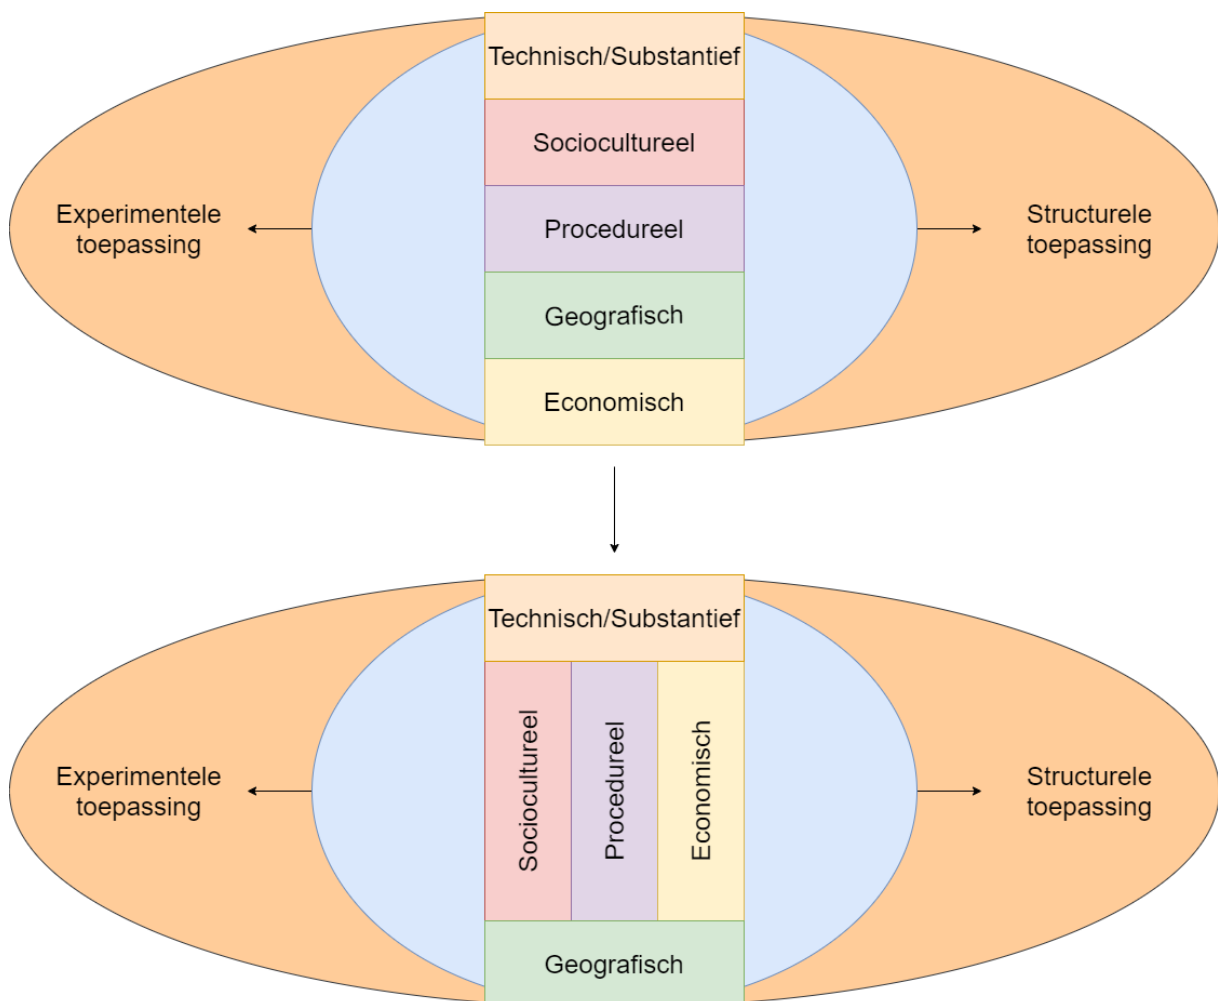 Technisch/Substantief
Sociocultureel
Experimentele
toepassing
Procedureel
Structurele
toepassing
Geografisch
Economisch
Technisch/Substantief
Experimentele
toepassing
Sociocultureel
Procedureel
Economisch
Structurele
toepassing
Geografisch